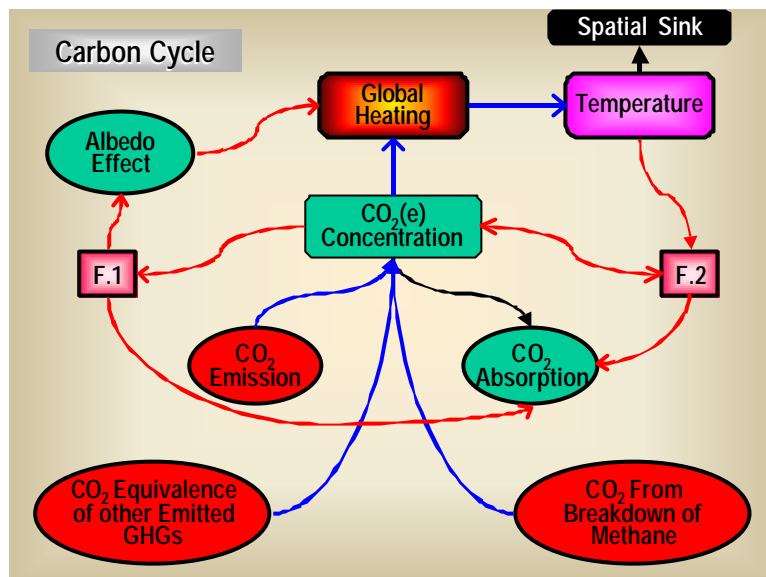 Spatial Sink
Carbon Cycle
Global
Heating
Temperature
Albedo
Effect
CO₂(e)
Concentration
F.1
F.2
CO₂
Emission
CO₂
Absorption
CO₂ Equivalence
of other Emitted
GHGs
CO₂ From
Breakdown of
Methane